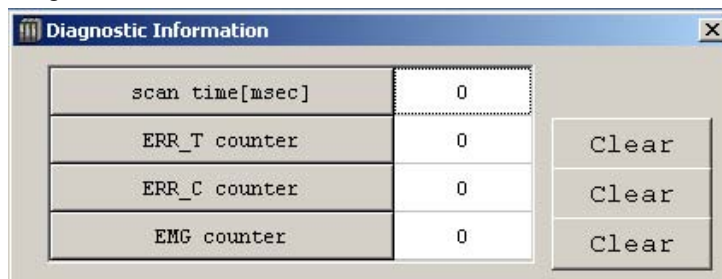 Diagnostic Information
scan time[msec] 0
ERR_T counter 0 Clear
ERR_C counter 0 Clear
EMG counter 0 Clear